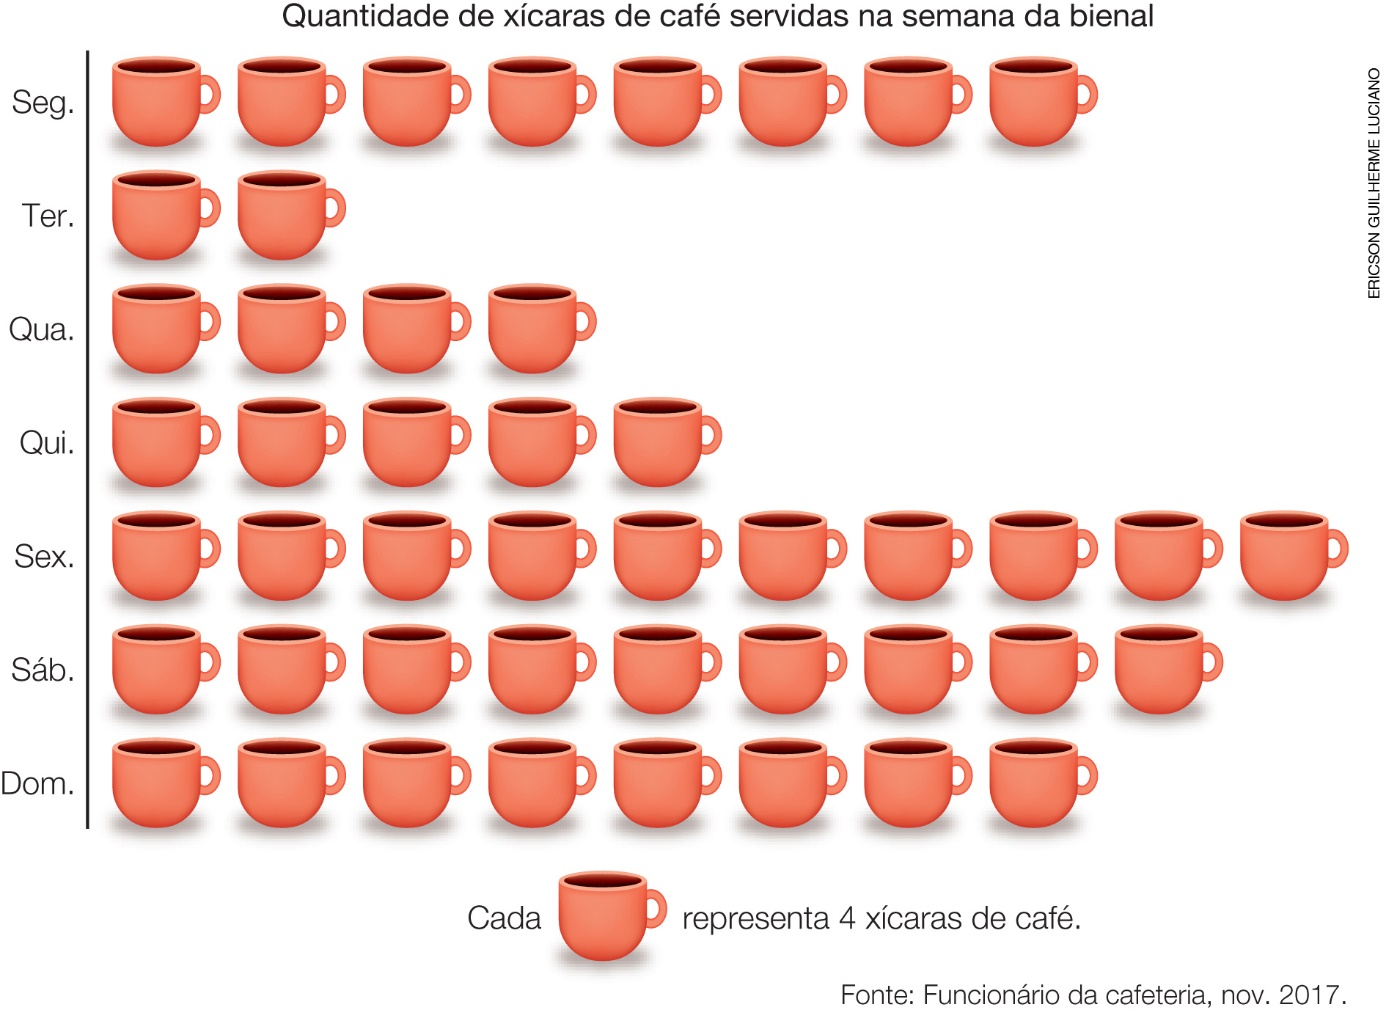 Quantidade de xícaras de café servidas na semana da bienal
Seg.
Ter.
Qua.
Qui.
Sex.
Sáb.
Dom.
Cada representa 4 xícaras de café.
Fonte: Funcionário da cafeteria, nov. 2017.
ERICSON GUILHERME LUCIANO